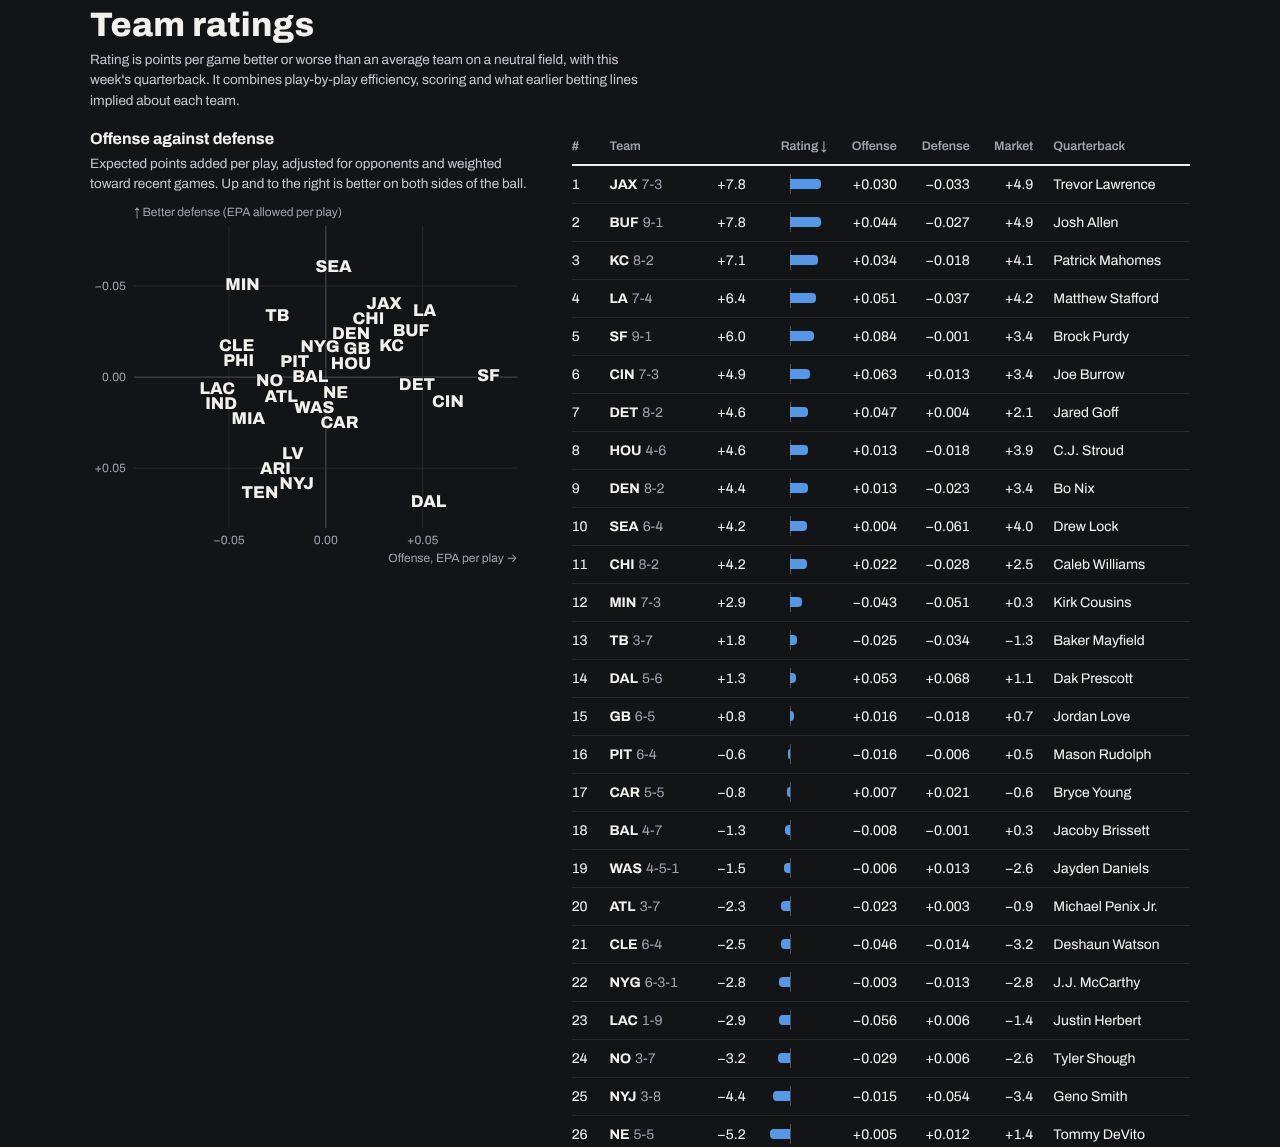 Team ratings
Rating is points per game better or worse than an average team on a neutral field, with this
week's quarterback. It combines play-by-play efficiency, scoring and what earlier betting lines
implied about each team.
Offense against defense
Expected points added per play, adjusted for opponents and weighted
toward recent games. Up and to the right is better on both sides of the ball.
↑ Better defense (EPA allowed per play)
SEA
MIN
−0.05
JAX
LA
TB
CHI
BUF
DEN
CLE
NYG
GB
KC
PHI
PIT
HOU
0.00
NO
BAL
SF
LAC
DET
ATL
NE
IND
WAS
CIN
MIA
CAR
LV
+0.05
ARI
NYJ
TEN
DAL
−0.05
0.00
+0.05
Offense, EPA per play →
# Team Rating ↓ Offense Defense Market Quarterback
1 JAX 7-3 +7.8 +0.030 −0.033 +4.9 Trevor Lawrence
2 BUF 9-1 +7.8 +0.044 −0.027 +4.9 Josh Allen
3 KC 8-2 +7.1 +0.034 −0.018 +4.1 Patrick Mahomes
4 LA 7-4 +6.4 +0.051 −0.037 +4.2 Matthew Stafford
5 SF 9-1 +6.0 +0.084 −0.001 +3.4 Brock Purdy
6 CIN 7-3 +4.9 +0.063 +0.013 +3.4 Joe Burrow
7 DET 8-2 +4.6 +0.047 +0.004 +2.1 Jared Goff
8 HOU 4-6 +4.6 +0.013 −0.018 +3.9 C.J. Stroud
9 DEN 8-2 +4.4 +0.013 −0.023 +3.4 Bo Nix
10 SEA 6-4 +4.2 +0.004 −0.061 +4.0 Drew Lock
11 CHI 8-2 +4.2 +0.022 −0.028 +2.5 Caleb Williams
12 MIN 7-3 +2.9 −0.043 −0.051 +0.3 Kirk Cousins
13 TB 3-7 +1.8 −0.025 −0.034 −1.3 Baker Mayfield
14 DAL 5-6 +1.3 +0.053 +0.068 +1.1 Dak Prescott
15 GB 6-5 +0.8 +0.016 −0.018 +0.7 Jordan Love
16 PIT 6-4 −0.6 −0.016 −0.006 +0.5 Mason Rudolph
17 CAR 5-5 −0.8 +0.007 +0.021 −0.6 Bryce Young
18 BAL 4-7 −1.3 −0.008 −0.001 +0.3 Jacoby Brissett
19 WAS 4-5-1 −1.5 −0.006 +0.013 −2.6 Jayden Daniels
20 ATL 3-7 −2.3 −0.023 +0.003 −0.9 Michael Penix Jr.
21 CLE 6-4 −2.5 −0.046 −0.014 −3.2 Deshaun Watson
22 NYG 6-3-1 −2.8 −0.003 −0.013 −2.8 J.J. McCarthy
23 LAC 1-9 −2.9 −0.056 +0.006 −1.4 Justin Herbert
24 NO 3-7 −3.2 −0.029 +0.006 −2.6 Tyler Shough
25 NYJ 3-8 −4.4 −0.015 +0.054 −3.4 Geno Smith
26 NE 5-5 −5.2 +0.005 +0.012 +1.4 Tommy DeVito